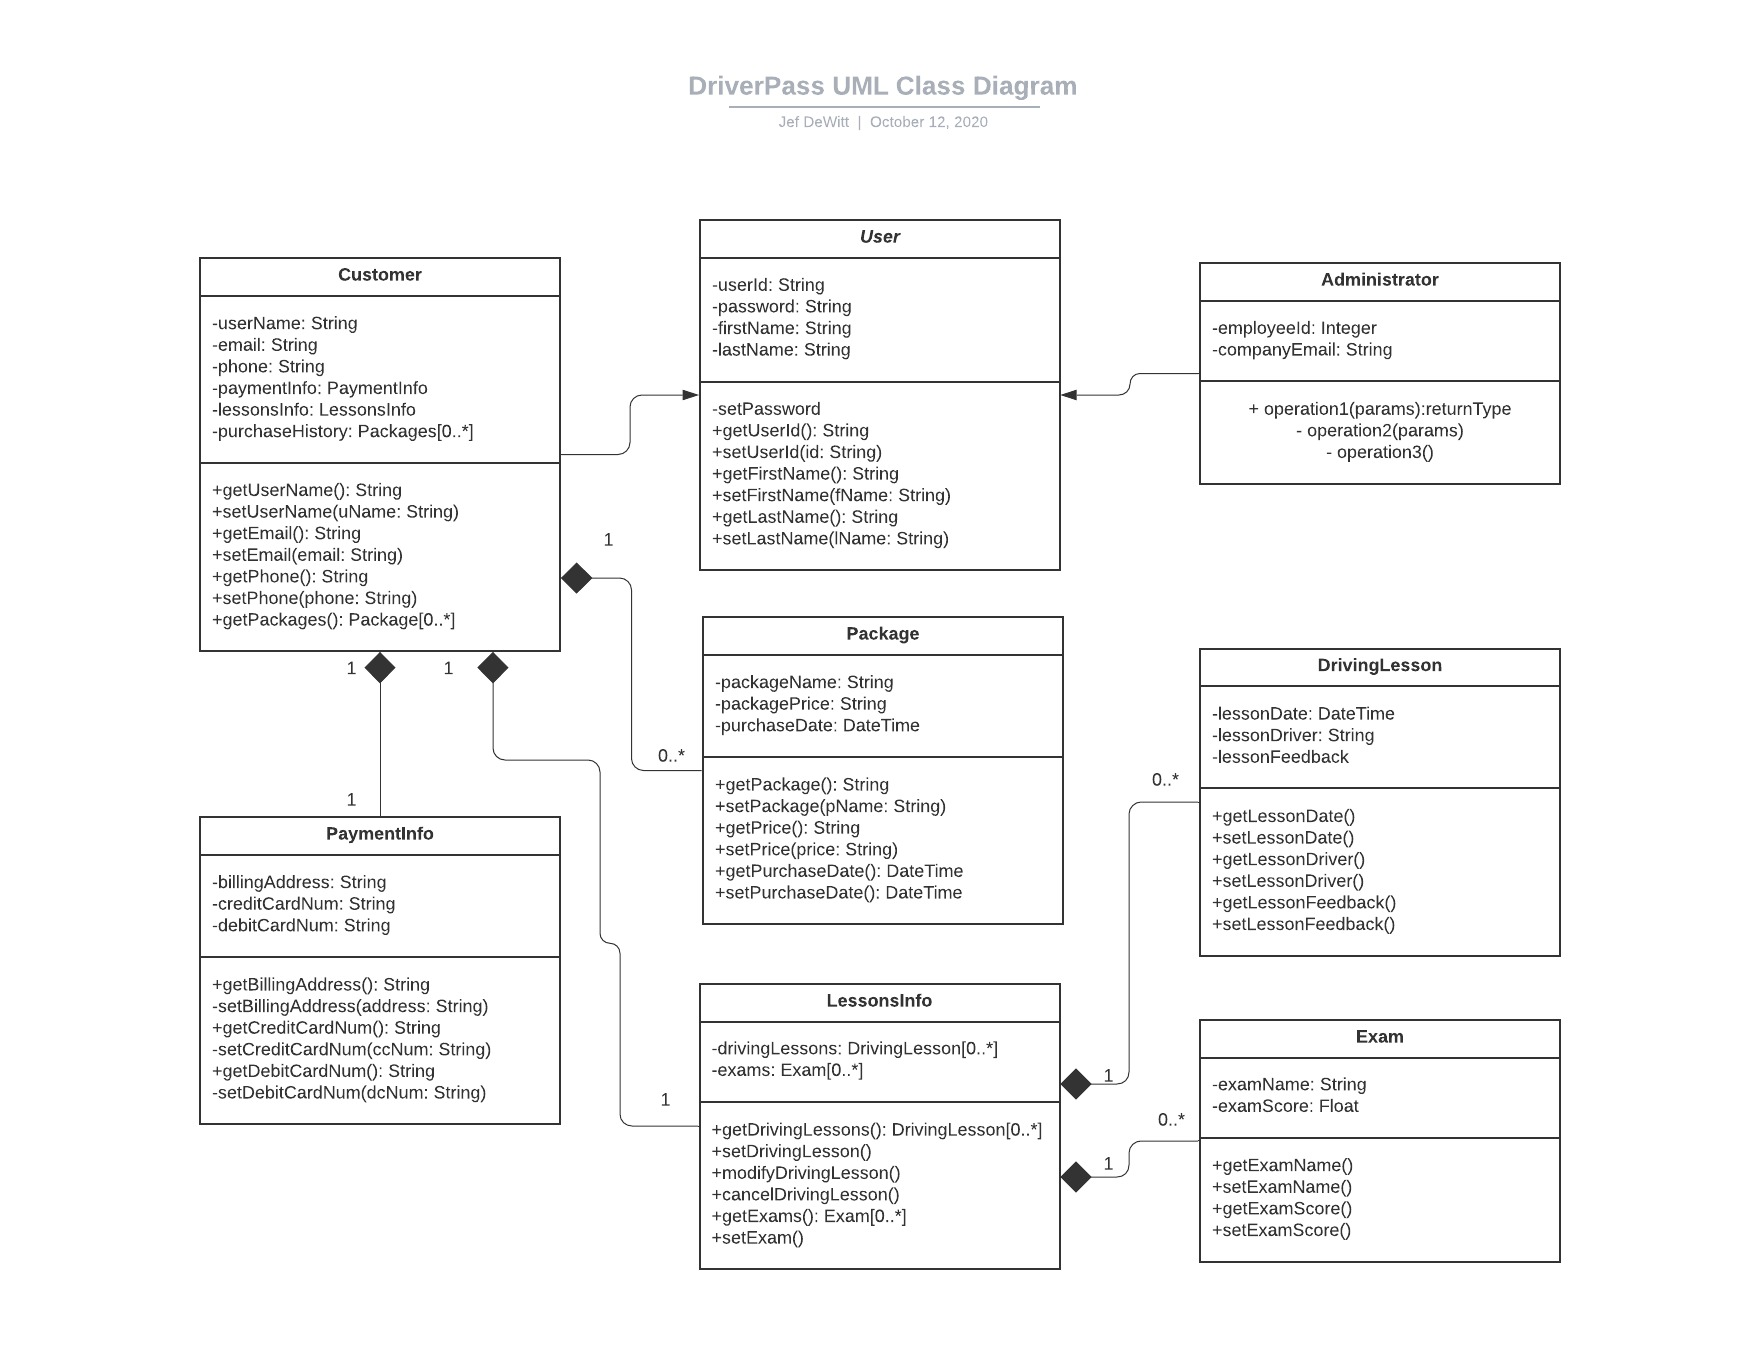 DriverPass UML Class Diagram
Jef DeWitt | October 12, 2020
User
-userId: String
-password: String
-firstName: String
-lastName: String
-setPassword
+getUserId(): String
+setUserId(id: String)
+getFirstName(): String
+setFirstName(fName: String)
+getLastName(): String
+setLastName(lName: String)
Customer
-userName: String
-email: String
-phone: String
-paymentInfo: PaymentInfo
-lessonsInfo: LessonsInfo
-purchaseHistory: Packages[0..*]
+getUserName(): String
+setUserName(uName: String)
+getEmail(): String
+setEmail(email: String)
+getPhone(): String
+setPhone(phone: String)
+getPackages(): Package[0..*]
Administrator
-employeeId: Integer
-companyEmail: String
+ operation1(params):returnType
- operation2(params)
- operation3()
1
1
1
0..*
Package
-packageName: String
-packagePrice: String
-purchaseDate: DateTime
+getPackage(): String
+setPackage(pName: String)
+getPrice(): String
+setPrice(price: String)
+getPurchaseDate(): DateTime
+setPurchaseDate(): DateTime
DrivingLesson
-lessonDate: DateTime
-lessonDriver: String
-lessonFeedback
+getLessonDate()
+setLessonDate()
+getLessonDriver()
+setLessonDriver()
+getLessonFeedback()
+setLessonFeedback()
0..*
1
PaymentInfo
-billingAddress: String
-creditCardNum: String
-debitCardNum: String
+getBillingAddress(): String
-setBillingAddress(address: String)
+getCreditCardNum(): String
-setCreditCardNum(ccNum: String)
+getDebitCardNum(): String
-setDebitCardNum(dcNum: String)
1
LessonsInfo
-drivingLessons: DrivingLesson[0..*]
-exams: Exam[0..*]
+getDrivingLessons(): DrivingLesson[0..*]
+setDrivingLesson()
+modifyDrivingLesson()
+cancelDrivingLesson()
+getExams(): Exam[0..*]
+setExam()
1
0..*
1
Exam
-examName: String
-examScore: Float
+getExamName()
+setExamName()
+getExamScore()
+setExamScore()